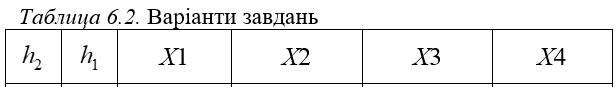 Таблиця 6.2. Варіанти завдань
h₂ h₁ X1 X2 X3 X4